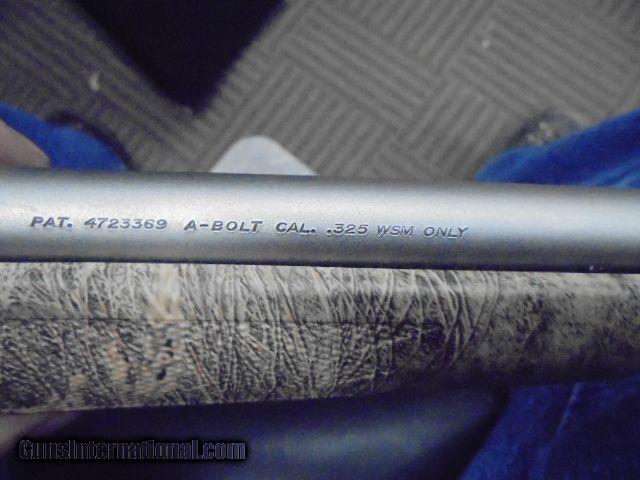 PAT. 4723369 A-BOLT CAL. .325 WSM ONLY
GunsInternational.com